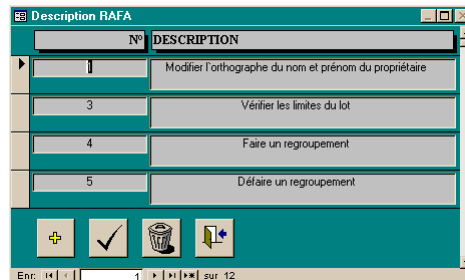 Description RAFA
N° DESCRIPTION
1 Modifier l'orthographe du nom et prénom du propriétaire
3 Vérifier les limites du lot
4 Faire un regroupement
5 Défaire un regroupement
Enr: 1 sur 12